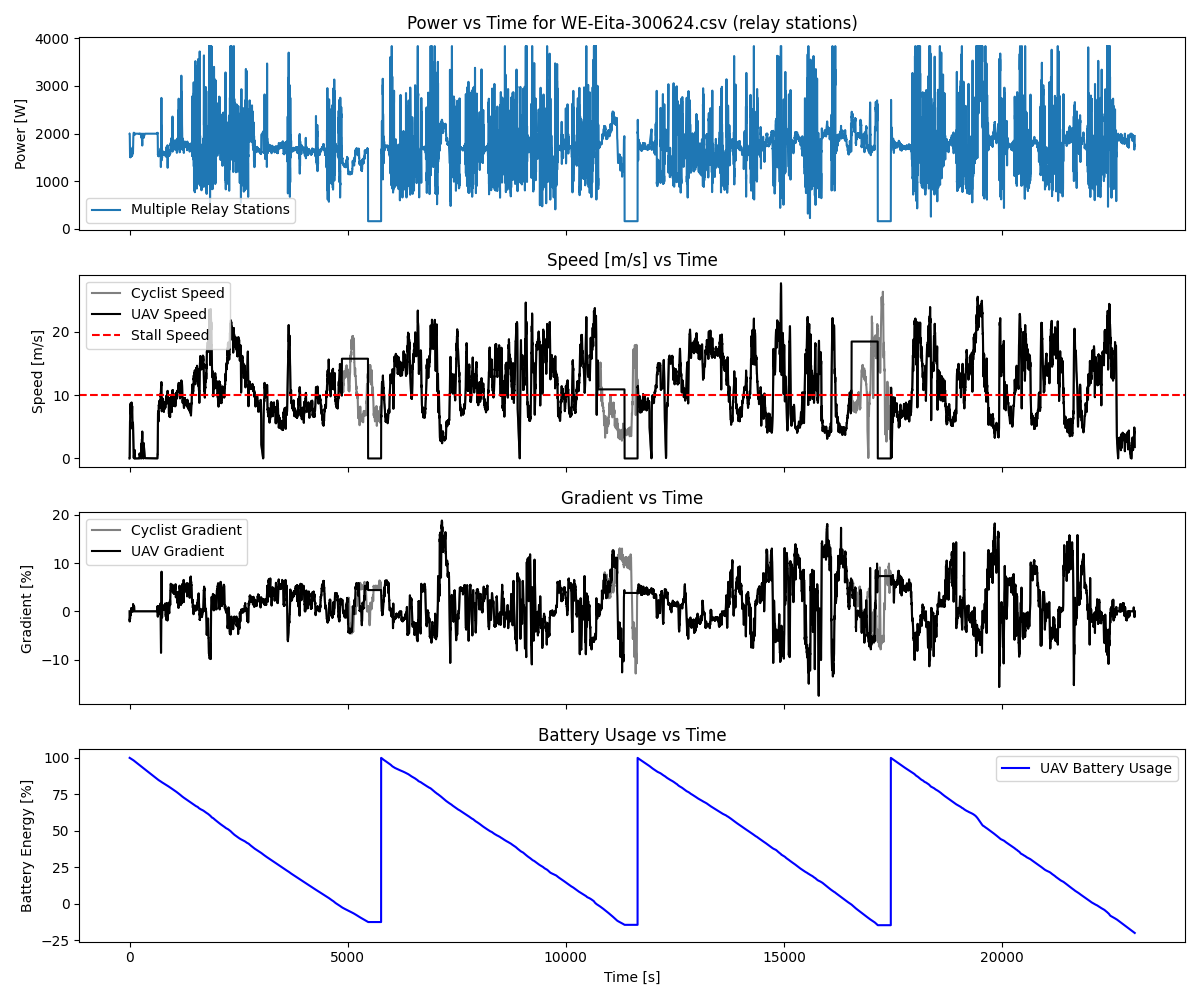 Power vs Time for WE-Eita-300624.csv (relay stations)
4000
3000
2000
1000
0
Power [W]
Multiple Relay Stations
Speed [m/s] vs Time
20
10
0
Speed [m/s]
Cyclist Speed
UAV Speed
Stall Speed
Gradient vs Time
20
10
0
−10
Gradient [%]
Cyclist Gradient
UAV Gradient
Battery Usage vs Time
100
75
50
25
0
−25
Battery Energy [%]
UAV Battery Usage
0 5000 10000 15000 20000
Time [s]